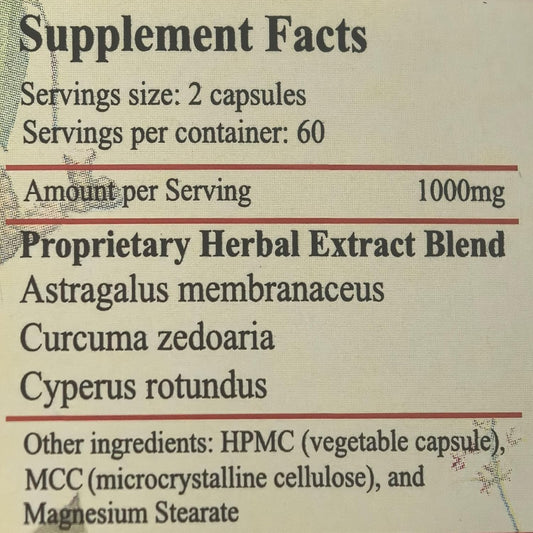 Supplement Facts
Servings size: 2 capsules
Servings per container: 60
Amount per Serving 1000mg
Proprietary Herbal Extract Blend
Astragalus membranaceus
Curcuma zedoaria
Cyperus rotundus
Other ingredients: HPMC (vegetable capsule),
MCC (microcrystalline cellulose), and
Magnesium Stearate